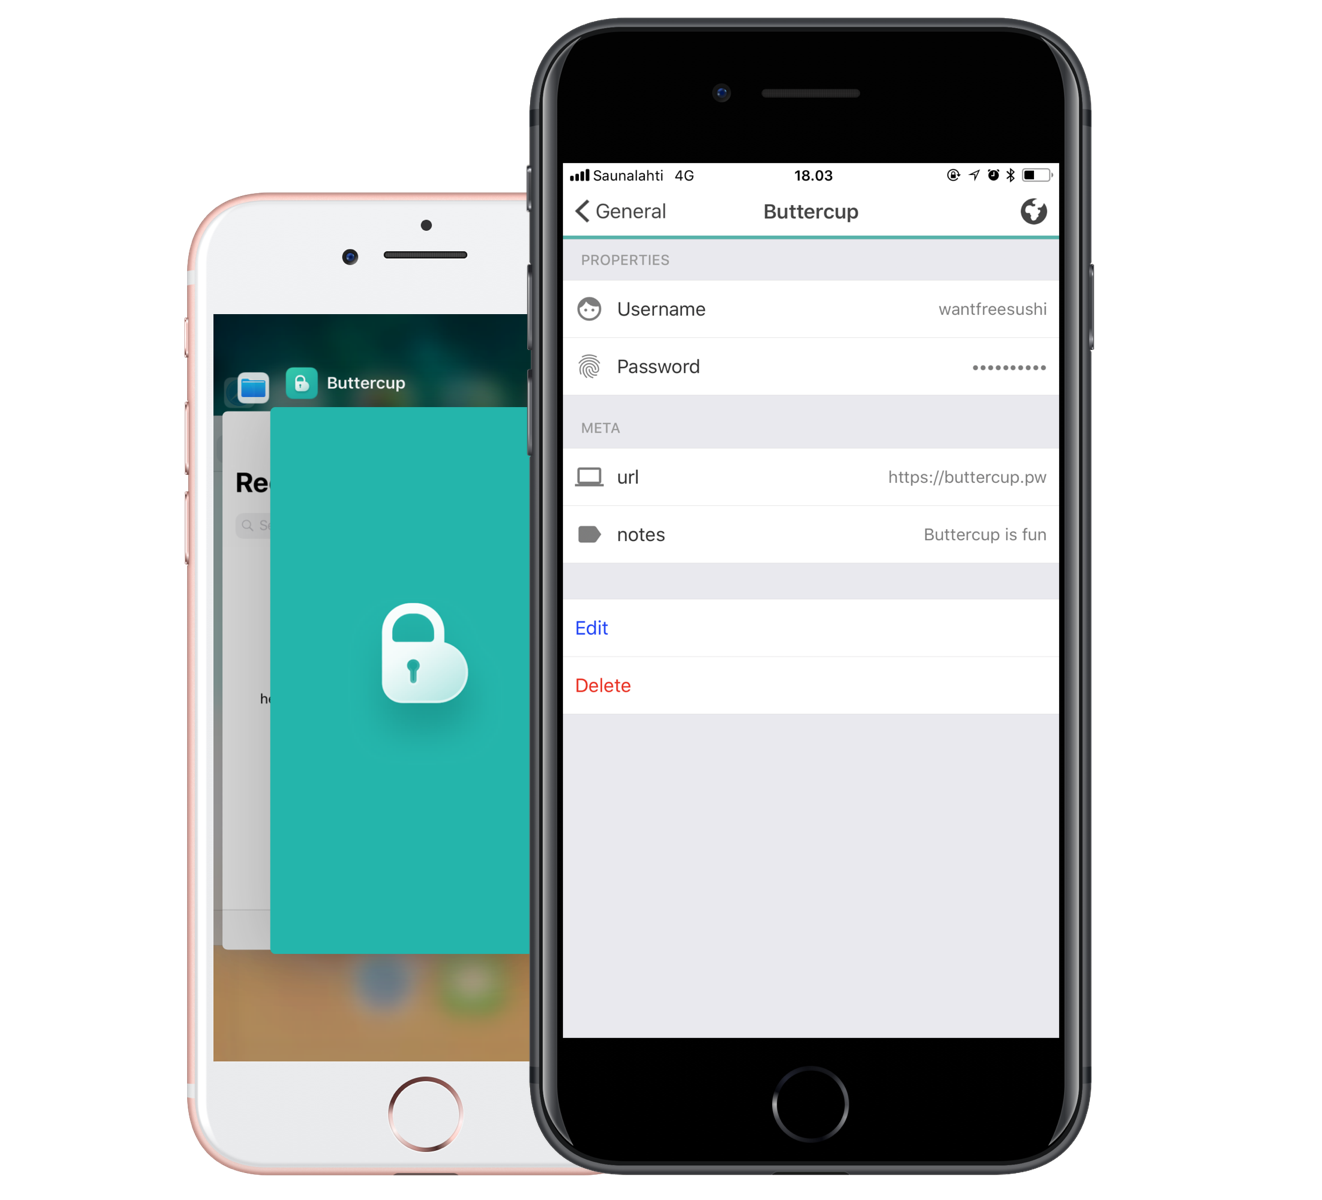 Buttercup
Re
Saunalahti 4G 18.03
General Buttercup
PROPERTIES
Username wantfreesushi
Password ••••••••••
META
url https://buttercup.pw
notes Buttercup is fun
Edit
Delete